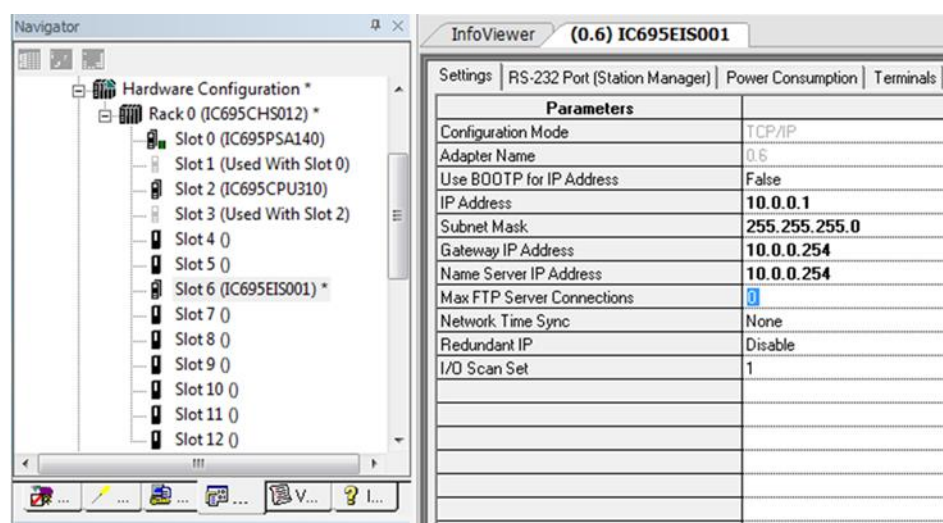 Navigator
Hardware Configuration *
Rack 0 (IC695CHS012) *
Slot 0 (IC695PSA140)
Slot 1 (Used With Slot 0)
Slot 2 (IC695CPU310)
Slot 3 (Used With Slot 2)
Slot 4 ()
Slot 5 ()
Slot 6 (IC695EIS001) *
Slot 7 ()
Slot 8 ()
Slot 9 ()
Slot 10 ()
Slot 11 ()
Slot 12 ()
... ... ... ... V... I...
InfoViewer (0.6) IC695EIS001
Settings RS-232 Port (Station Manager) Power Consumption Terminals
Parameters
Configuration Mode TCP/IP
Adapter Name 0.6
Use BOOTP for IP Address False
IP Address 10.0.0.1
Subnet Mask 255.255.255.0
Gateway IP Address 10.0.0.254
Name Server IP Address 10.0.0.254
Max FTP Server Connections 0
Network Time Sync None
Redundant IP Disable
I/O Scan Set 1